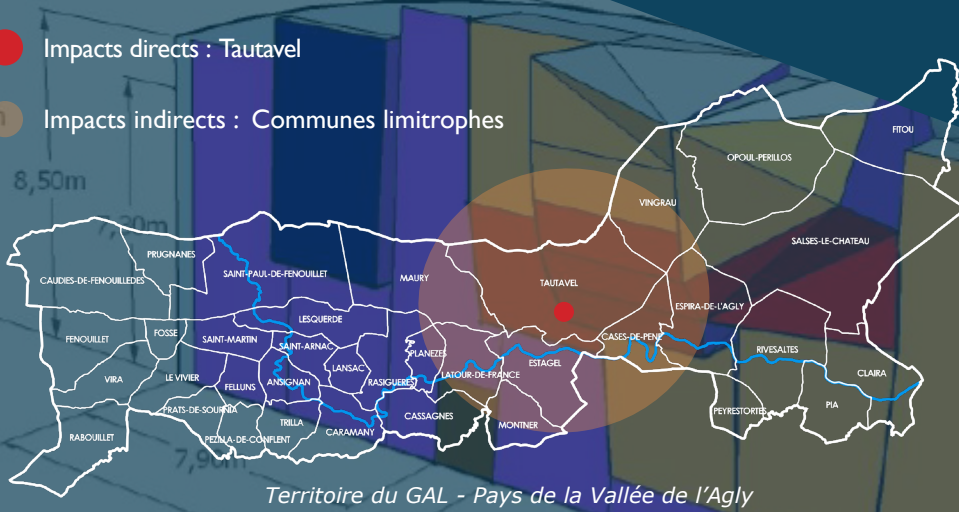 Impacts directs : Tautavel
Impacts indirects : Communes limitrophes
8,50m
FITOU
OPOUL-PERILLOS
VINGRAU
SALSES-LE-CHATEAU
PRUGNANES
SAINT-PAUL-DE-FENOUILLET
CAUDIES-DE-FENOUILLEDES
MAURY
TAUTAVEL
ESPIRA-DE-L'AGLY
LESQUERDE
FOSSE
FENOUILLET
SAINT-MARTIN
SAINT-ARNAC
CASES-DE-PENE
RIVESALTES
PLANEZES
ESTAGEL
LANSAC
VIRA
LE VIVIER
FELLUNS
ANSIGNAN
RASIGUERES
LATOUR-DE-FRANCE
CLAIRA
PRATS-DE-SOURNIA
CASSAGNES
PEYRESTORTES
PIA
TRILLA
CARAMANY
MONTNER
RABOUILLET
PEZILLA-DE-CONFLENT
7,90m
Territoire du GAL - Pays de la Vallée de l'Agly